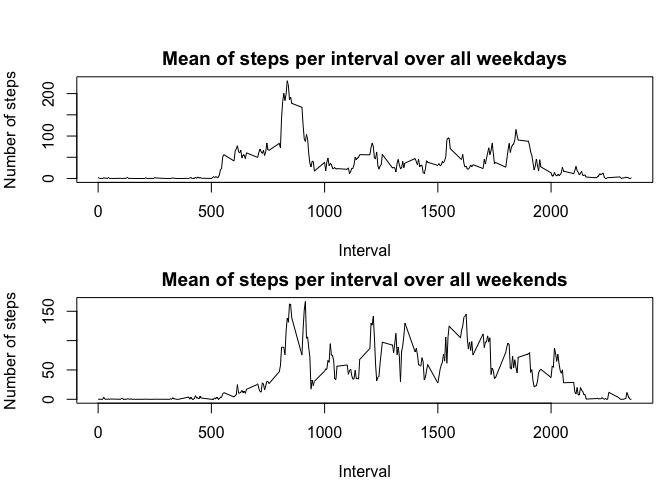 Mean of steps per interval over all weekdays
Number of steps
200
100
0
0
500
1000
1500
2000
Interval
Mean of steps per interval over all weekends
Number of steps
150
50
0
0
500
1000
1500
2000
Interval